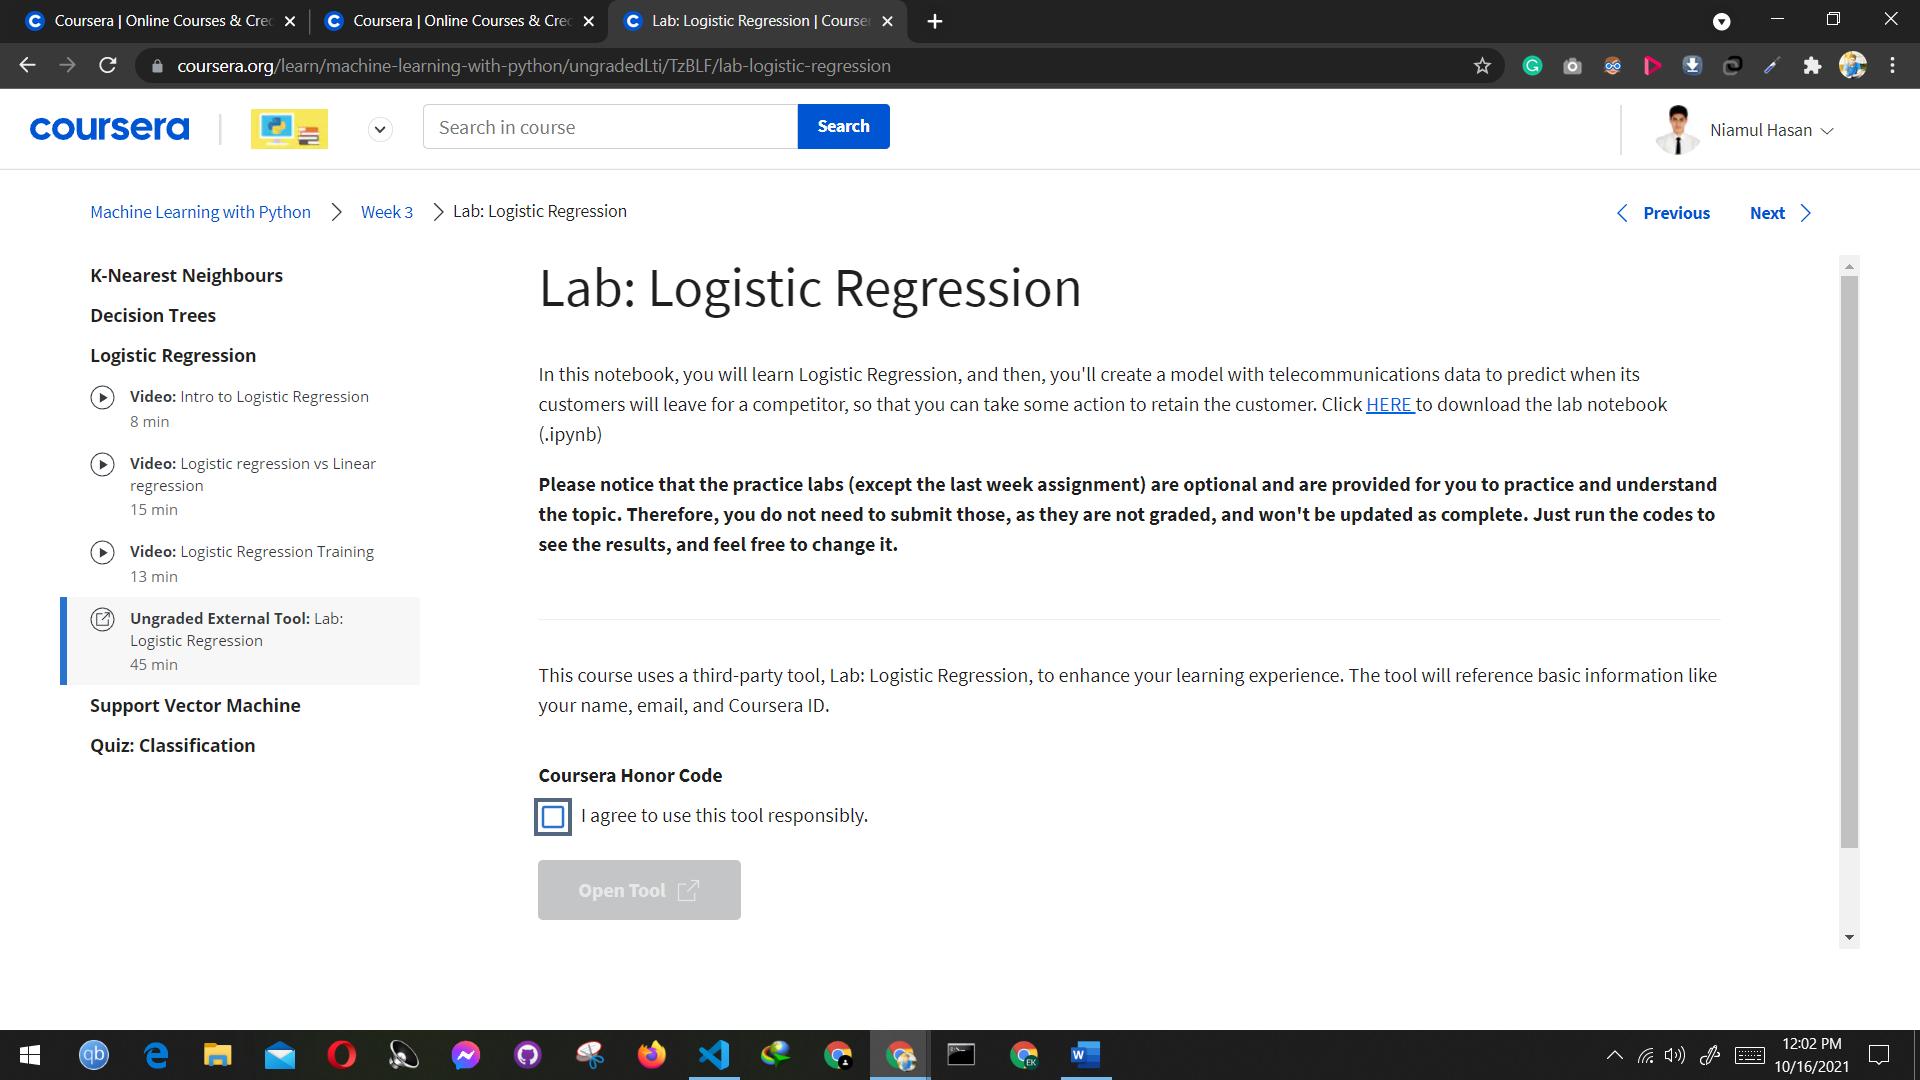 Coursera | Online Courses & Cre
Coursera | Online Courses & Cre
Lab: Logistic Regression | Course
coursera.org/learn/machine-learning-with-python/ungradedLti/TzBLF/lab-logistic-regression
coursera
Search in course
Search
Niamul Hasan
Machine Learning with Python
Week 3
Lab: Logistic Regression
Previous
Next
K-Nearest Neighbours
Decision Trees
Logistic Regression
Video: Intro to Logistic Regression
8 min
Video: Logistic regression vs Linear
regression
15 min
Video: Logistic Regression Training
13 min
Ungraded External Tool: Lab:
Logistic Regression
45 min
Support Vector Machine
Quiz: Classification
Lab: Logistic Regression
In this notebook, you will learn Logistic Regression, and then, you'll create a model with telecommunications data to predict when its
customers will leave for a competitor, so that you can take some action to retain the customer. Click HERE to download the lab notebook
(.ipynb)
Please notice that the practice labs (except the last week assignment) are optional and are provided for you to practice and understand
the topic. Therefore, you do not need to submit those, as they are not graded, and won't be updated as complete. Just run the codes to
see the results, and feel free to change it.
This course uses a third-party tool, Lab: Logistic Regression, to enhance your learning experience. The tool will reference basic information like
your name, email, and Coursera ID.
Coursera Honor Code
I agree to use this tool responsibly.
Open Tool
qb
EK
W
12:02 PM
10/16/2021